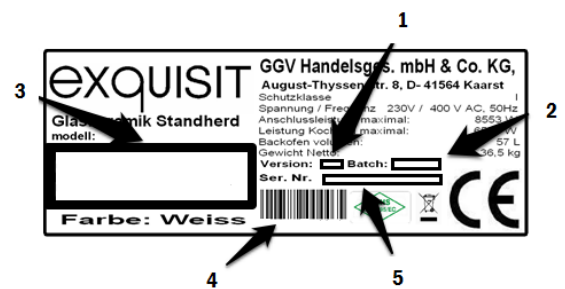 1
exquisit
GGV Handelsges. mbH & Co. KG,
August-Thyssen-Str. 8, D- 41564 Kaarst
3
Schutzklasse I
Spannung / Frequenz 230V / 400 V AC, 50Hz
2
Glaskeramik Standherd
Anschlussleistung maximal: 8553 W
modell:
Leistung maximal: W
Backofen volumen: 57 L
Gewicht Netto: 36,5 kg
Version: Batch:
Ser. Nr.
CE
Farbe: Weiss
4
5